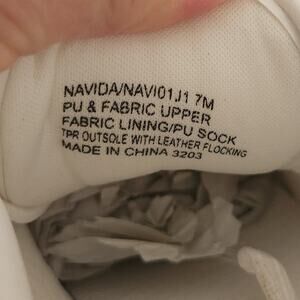 NAVIDA/NAVI01J1 7M
PU & FABRIC UPPER
FABRIC LINING/PU SOCK
TPR OUTSOLE WITH LEATHER FLOCKING
MADE IN CHINA 3203